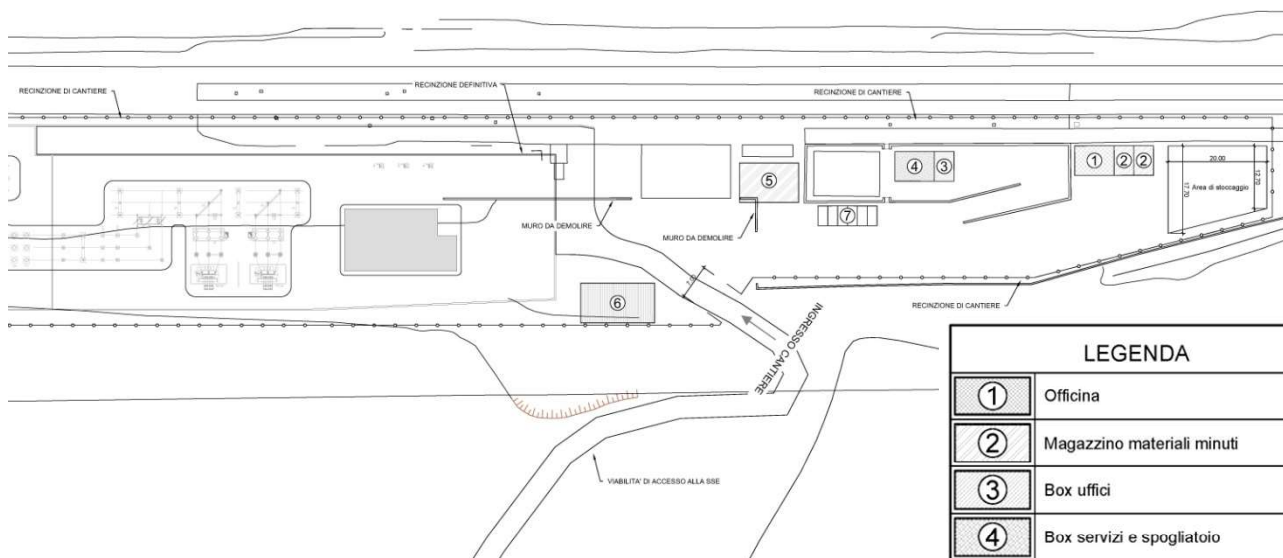 RECINZIONE DEFINITIVA
RECINZIONE DI CANTIERE
RECINZIONE DI CANTIERE
4
3
1
2
2
20.00
12.70
17.70
Area di stoccaggio
5
7
MURO DA DEMOLIRE
MURO DA DEMOLIRE
6
INGRESSO CANTIERE
RECINZIONE DI CANTIERE
VIABILITA' DI ACCESSO ALLA SSE
LEGENDA
1 Officina
2 Magazzino materiali minuti
3 Box uffici
4 Box servizi e spogliatoio